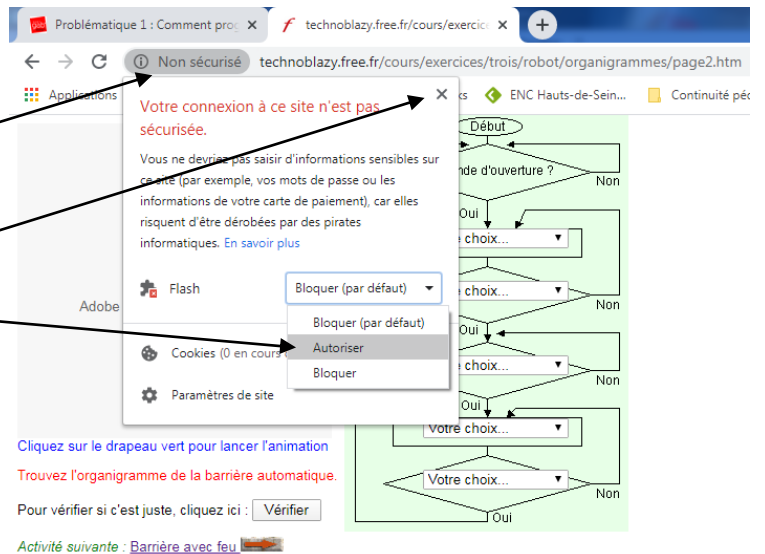 Problématique 1 : Comment prog
technoblazy.free.fr/cours/exercice
Non sécurisé
technoblazy.free.fr/cours/exercices/trois/robot/organigrammes/page2.htm
Applications
ENC Hauts-de-Sein...
Continuité péd
Votre connexion à ce site n'est pas
sécurisée.
Vous ne devriez pas saisir d'informations sensibles sur
ce site (par exemple, vos mots de passe ou les
informations de votre carte de paiement), car elles
risquent d'être dérobées par des pirates
informatiques. En savoir plus
Flash
Bloquer (par défaut)
Bloquer (par défaut)
Autoriser
Bloquer
Cookies (0 en cours
Paramètres de site
Adobe
Début
nde d'ouverture ?
Non
Oui
choix...
choix...
Non
Oui
choix...
choix...
Non
Oui
Votre choix...
Votre choix...
Non
Oui
Cliquez sur le drapeau vert pour lancer l'animation
Trouvez l'organigramme de la barrière automatique.
Pour vérifier si c'est juste, cliquez ici : Vérifier
Activité suivante : Barrière avec feu